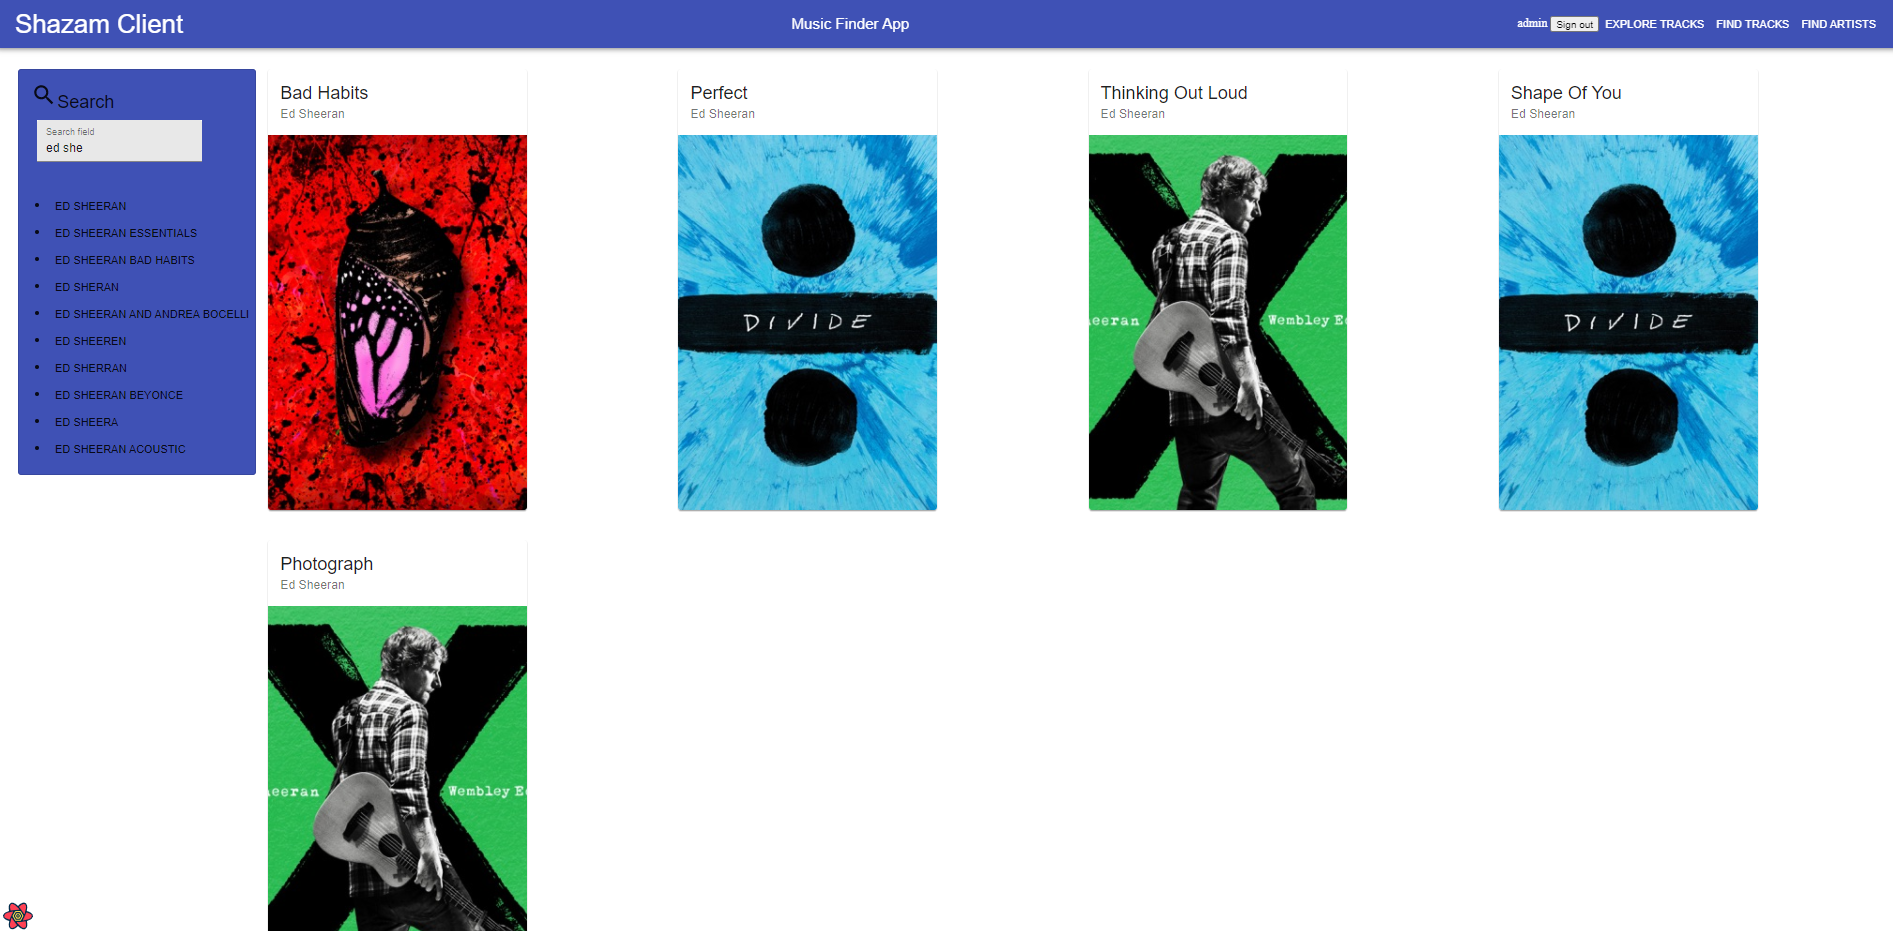 Shazam Client
Music Finder App
admin Sign out EXPLORE TRACKS FIND TRACKS FIND ARTISTS
Search
Search field
ed she
ED SHEERAN
ED SHEERAN ESSENTIALS
ED SHEERAN BAD HABITS
ED SHERAN
ED SHEERAN AND ANDREA BOCELLI
ED SHEEREN
ED SHERRAN
ED SHEERAN BEYONCE
ED SHEERA
ED SHEERAN ACOUSTIC
Bad Habits
Ed Sheeran
Perfect
Ed Sheeran
DIVIDE
Thinking Out Loud
Ed Sheeran
eeran Wembley E
Shape Of You
Ed Sheeran
DIVIDE
Photograph
Ed Sheeran
eeran Wembley E